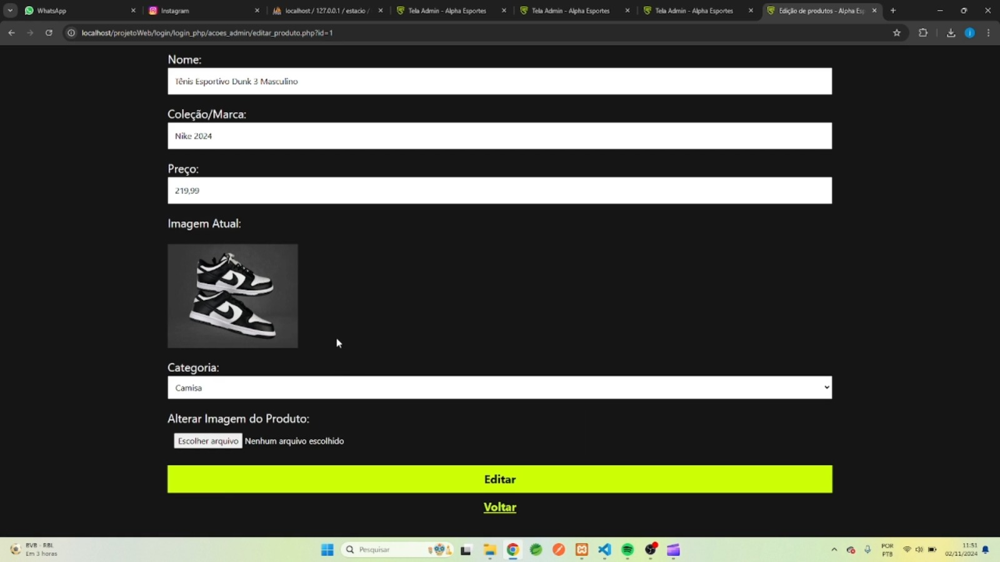 WhatsApp
Instagram
localhost / 127.0.0.1 / estacio /
Tela Admin - Alpha Esportes
Tela Admin - Alpha Esportes
Tela Admin - Alpha Esportes
Edição de produtos - Alpha Esp
localhost/projetoWeb/login/login_php/acoes_admin/editar_produto.php?id=1
Nome:
Tênis Esportivo Dunk 3 Masculino
Coleção/Marca:
Nike 2024
Preço:
219,99
Imagem Atual:
Categoria:
Camisa
Alterar Imagem do Produto:
Escolher arquivo Nenhum arquivo escolhido
Editar
Voltar
BVB - RBL
Em 3 horas
Pesquisar
POR
PTB
11:51
02/11/2024